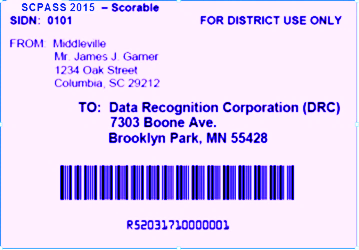 SCPASS 2015 – Scorable
SIDN: 0101 FOR DISTRICT USE ONLY
FROM: Middleville
Mr. James J. Garner
1234 Oak Street
Columbia, SC 29212
TO: Data Recognition Corporation (DRC)
7303 Boone Ave.
Brooklyn Park, MN 55428
RS2031710000001